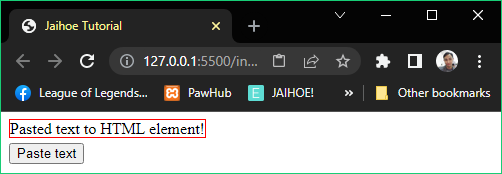 Jaihoe Tutorial
127.0.0.1:5500/in...
League of Legends...
PawHub
E JAIHOE!
Other bookmarks
Pasted text to HTML element!
Paste text